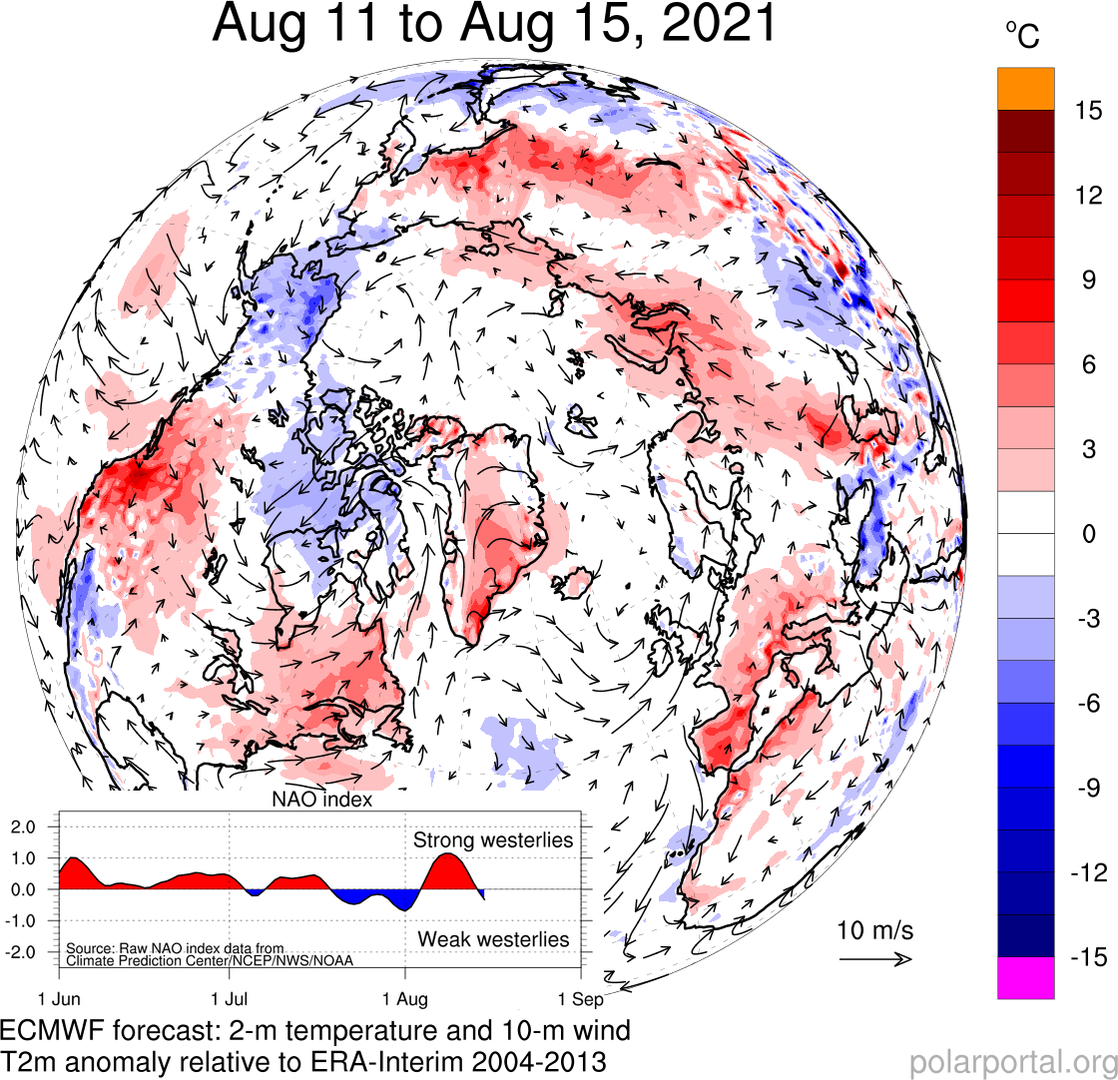 Aug 11 to Aug 15, 2021
oC
15
12
9
6
3
0
-3
-6
-9
-12
-15
10 m/s
NAO index
2.0
1.0
0.0
-1.0
-2.0
Strong westerlies
Weak westerlies
Source: Raw NAO index data from
Climate Prediction Center/NCEP/NWS/NOAA
1 Jun 1 Jul 1 Aug 1 Sep
ECMWF forecast: 2-m temperature and 10-m wind
T2m anomaly relative to ERA-Interim 2004-2013
polarportal.org